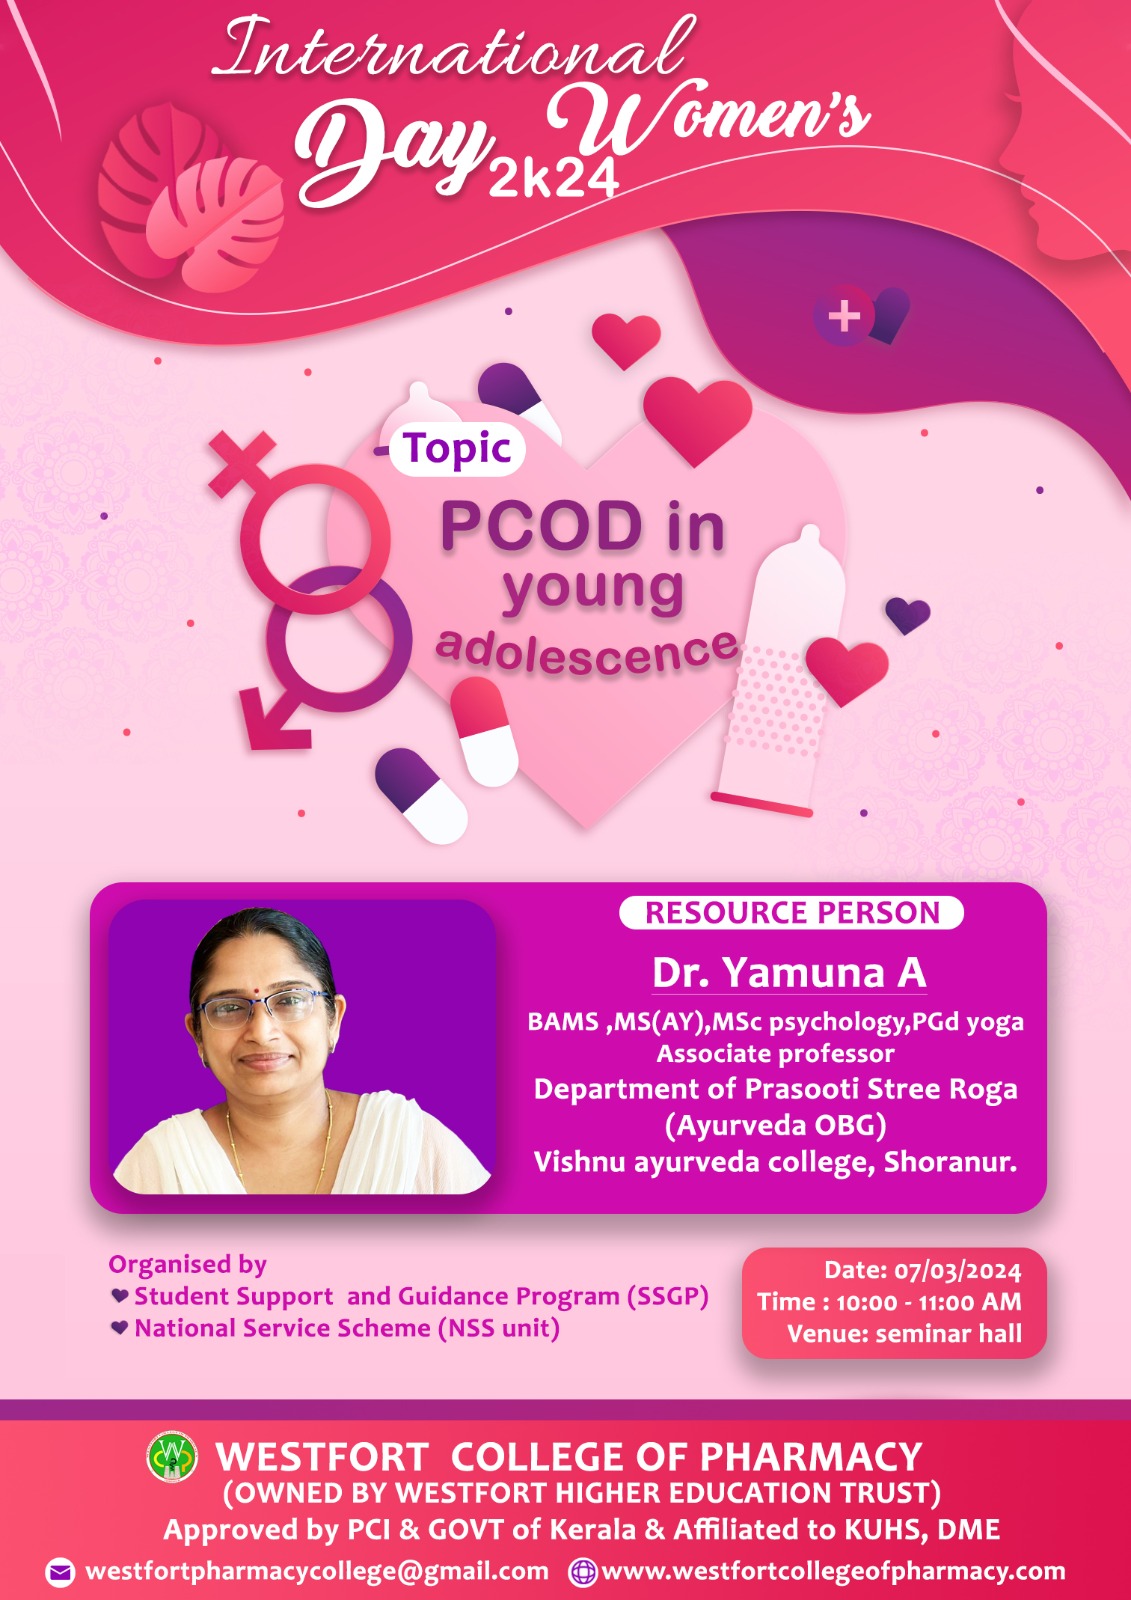 International
Day Women's
2k24
Topic
PCOD in
young
adolescence
RESOURCE PERSON
Dr. Yamuna A
BAMS ,MS(AY),MSc psychology,PGd yoga
Associate professor
Department of Prasooti Stree Roga
(Ayurveda OBG)
Vishnu ayurveda college, Shoranur.
Organised by
Student Support and Guidance Program (SSGP)
National Service Scheme (NSS unit)
Date: 07/03/2024
Time : 10:00 - 11:00 AM
Venue: seminar hall
WESTFORT COLLEGE OF PHARMACY
(OWNED BY WESTFORT HIGHER EDUCATION TRUST)
Approved by PCI & GOVT of Kerala & Affiliated to KUHS, DME
westfortpharmacycollege@gmail.com www.westfortcollegeofpharmacy.com